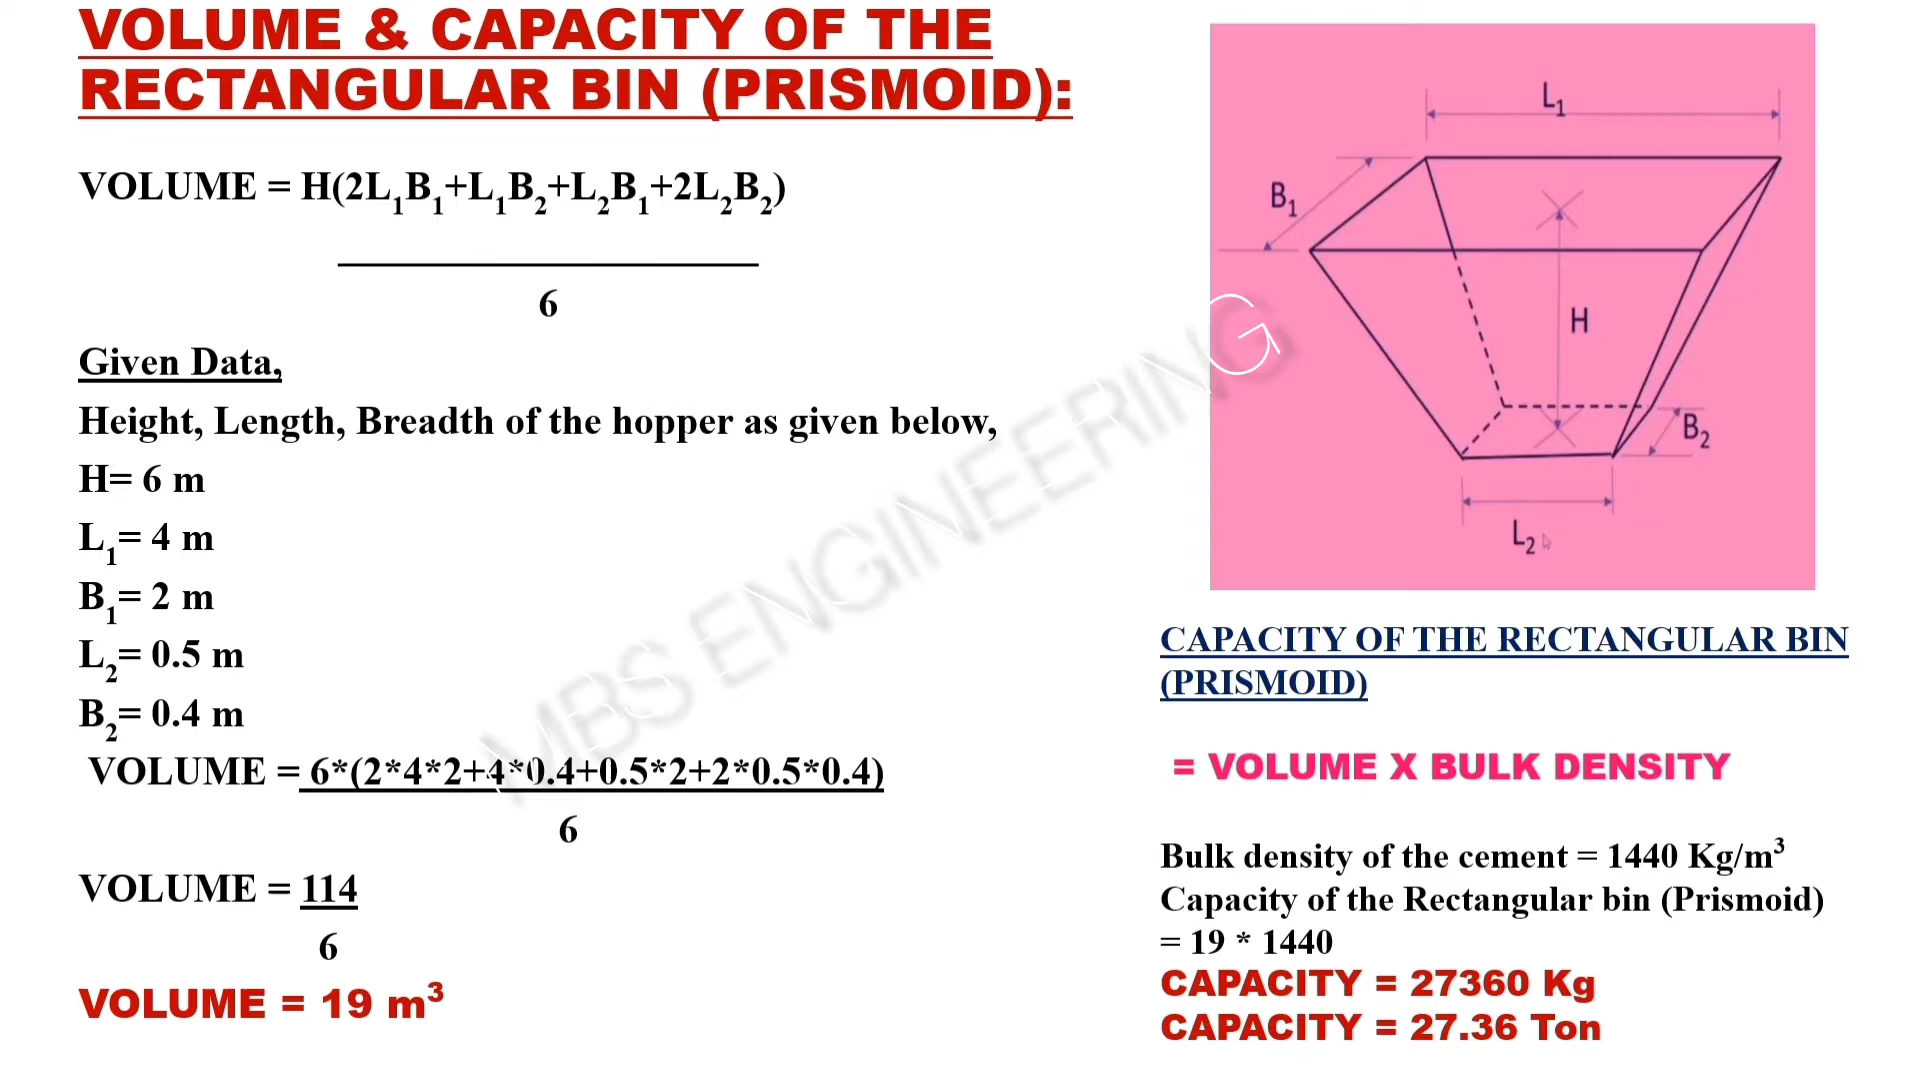 VOLUME & CAPACITY OF THE
RECTANGULAR BIN (PRISMOID):
VOLUME = H(2L₁B₁+L₁B₂+L₂B₁+2L₂B₂)
6
Given Data,
Height, Length, Breadth of the hopper as given below,
H= 6 m
L₁= 4 m
B₁= 2 m
L₂= 0.5 m
B₂= 0.4 m
VOLUME = 6*(2*4*2+4*0.4+0.5*2+2*0.5*0.4)
6
VOLUME = 114
6
VOLUME = 19 m³
MBS ENGINEERING
L₁
B₁
H
B₂
L₂
CAPACITY OF THE RECTANGULAR BIN
(PRISMOID)
= VOLUME X BULK DENSITY
Bulk density of the cement = 1440 Kg/m³
Capacity of the Rectangular bin (Prismoid)
= 19 * 1440
CAPACITY = 27360 Kg
CAPACITY = 27.36 Ton